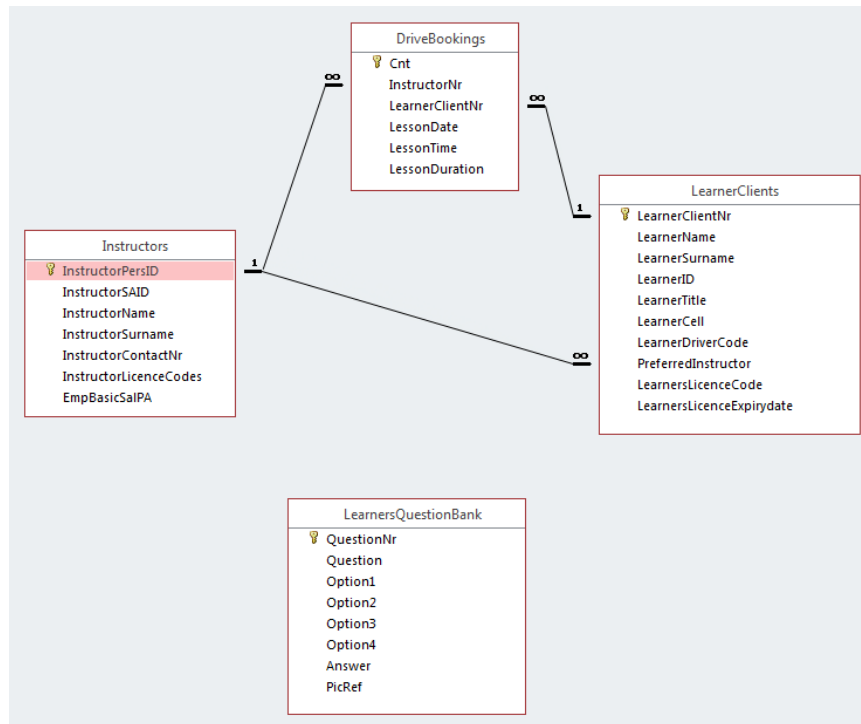 DriveBookings
Cnt
InstructorNr
LearnerClientNr
LessonDate
LessonTime
LessonDuration
∞
∞
1
LearnerClients
LearnerClientNr
LearnerName
LearnerSurname
LearnerID
LearnerTitle
LearnerCell
LearnerDriverCode
PreferredInstructor
LearnersLicenceCode
LearnersLicenceExpirydate
Instructors
InstructorPersID
InstructorSAID
InstructorName
InstructorSurname
InstructorContactNr
InstructorLicenceCodes
EmpBasicSalPA
1
∞
LearnersQuestionBank
QuestionNr
Question
Option1
Option2
Option3
Option4
Answer
PicRef